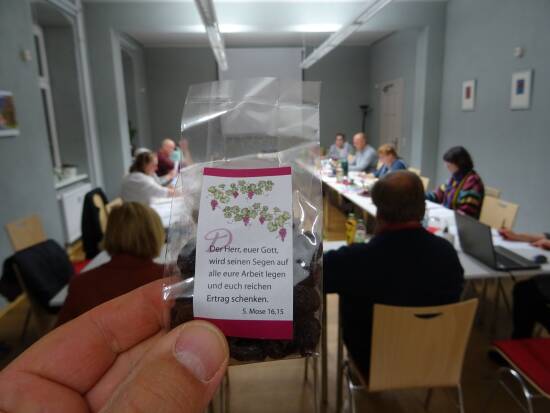 Der Herr, euer Gott,
wird seinen Segen auf
alle eure Arbeit legen
und euch reichen
Ertrag schenken.
5. Mose 16,15